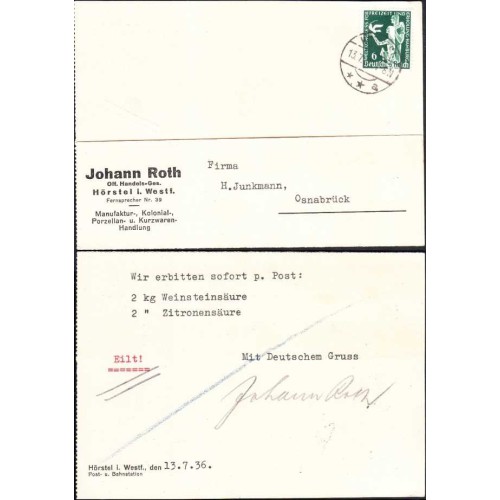 6
Deutsches Reich
Johann Roth
Off. Handels-Ges.
Hörstel i. Westf.
Fernsprecher Nr. 39
Manufaktur-, Kolonial-,
Porzellan- u. Kurzwaren-
Handlung
Firma
H.Junkmann,
Osnabrück
Wir erbitten sofort p. Post:
2 kg Weinsteinsäure
2 " Zitronensäure
Eilt!
Mit Deutschem Gruss
Johann Roth
Hörstel i. Westf., den 13.7.36.
Post- u. Bahnstation